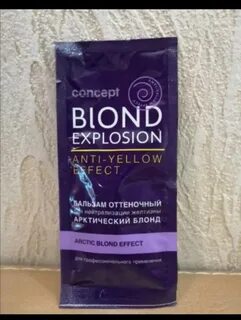 concept
BLOND
EXPLOSION
ANTI-YELLOW
EFFECT
БАЛЬЗАМ ОТТЕНОЧНЫЙ
для нейтрализации желтизны
АРКТИЧЕСКИЙ БЛОНД
ARCTIC BLOND EFFECT
для профессионального применения